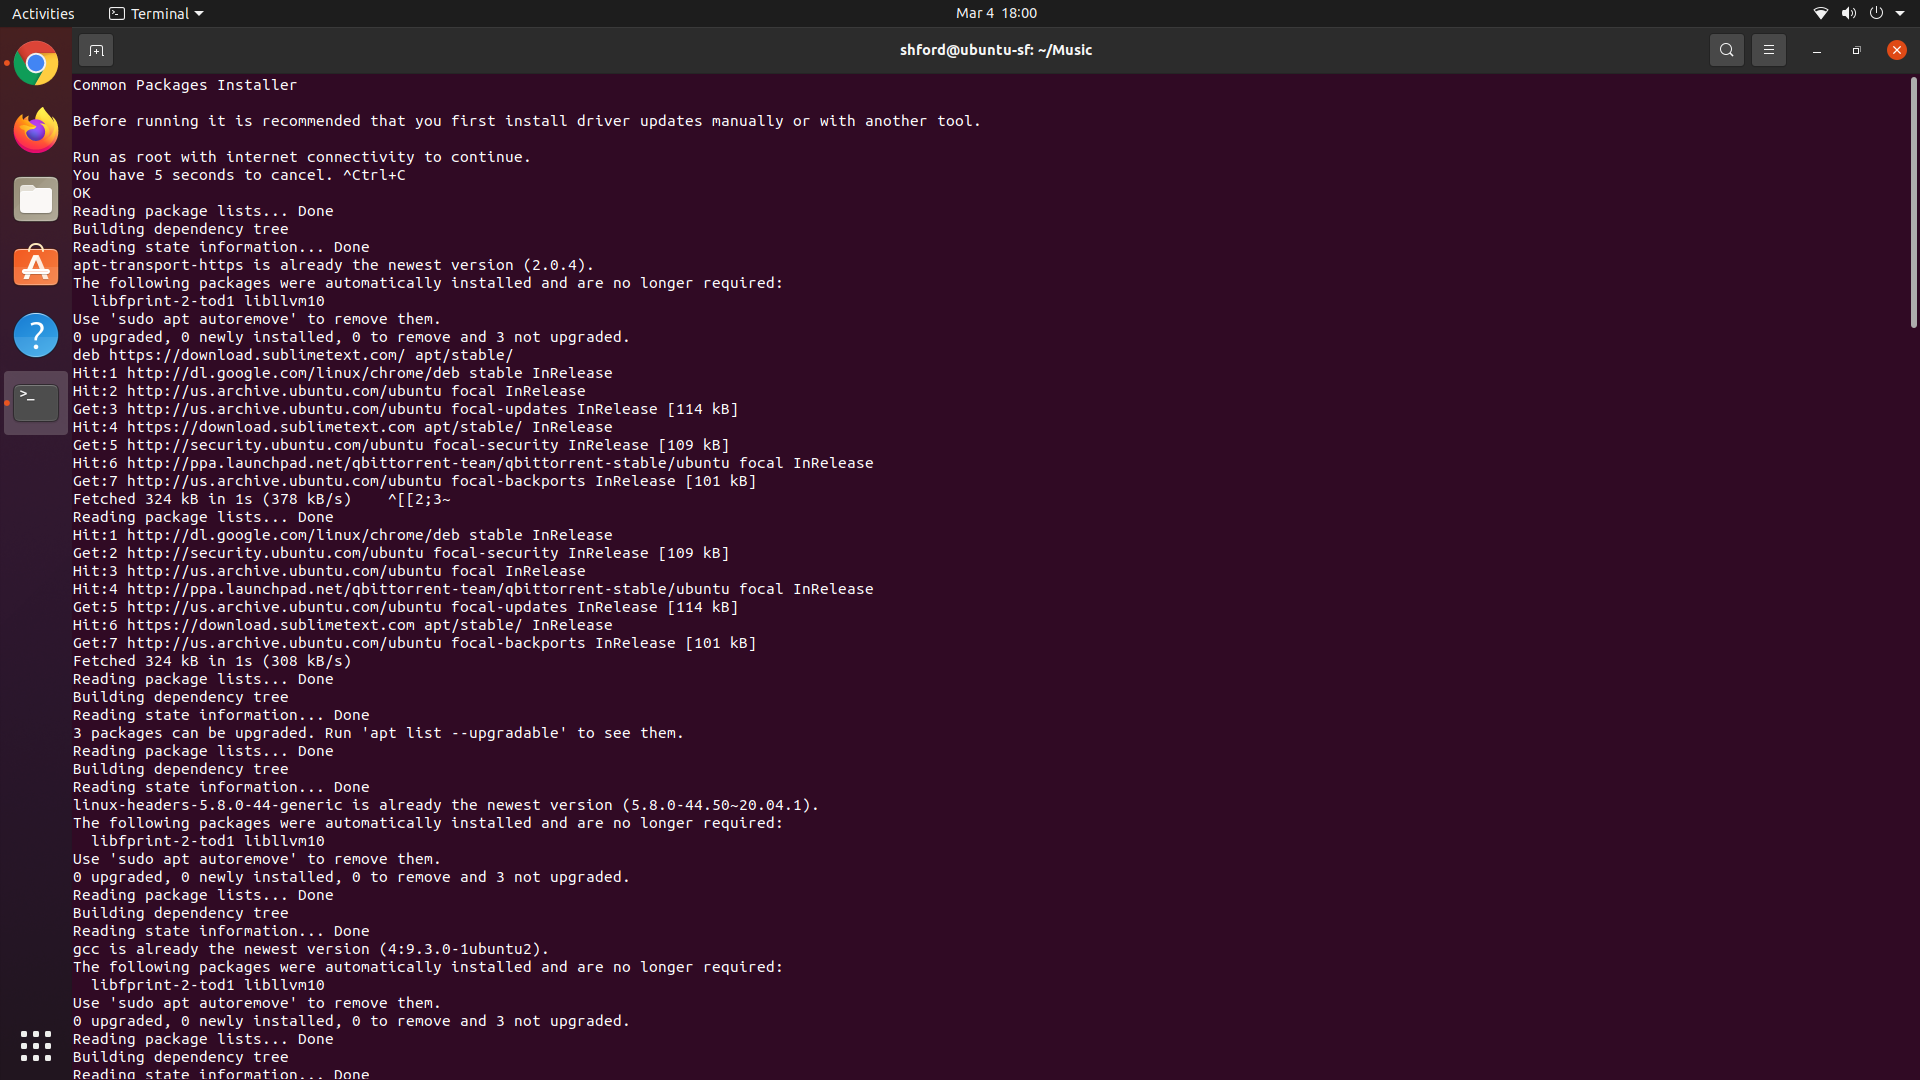 Activities
Terminal
Mar 4 18:00
shford@ubuntu-sf: ~/Music
Common Packages Installer
Before running it is recommended that you first install driver updates manually or with another tool.
Run as root with internet connectivity to continue.
You have 5 seconds to cancel. ^Ctrl+C
OK
Reading package lists... Done
Building dependency tree
Reading state information... Done
apt-transport-https is already the newest version (2.0.4).
The following packages were automatically installed and are no longer required:
  libfprint-2-tod1 libllvm10
Use 'sudo apt autoremove' to remove them.
0 upgraded, 0 newly installed, 0 to remove and 3 not upgraded.
deb https://download.sublimetext.com/ apt/stable/
Hit:1 http://dl.google.com/linux/chrome/deb stable InRelease
Hit:2 http://us.archive.ubuntu.com/ubuntu focal InRelease
Get:3 http://us.archive.ubuntu.com/ubuntu focal-updates InRelease [114 kB]
Hit:4 https://download.sublimetext.com apt/stable/ InRelease
Get:5 http://security.ubuntu.com/ubuntu focal-security InRelease [109 kB]
Hit:6 http://ppa.launchpad.net/qbittorrent-team/qbittorrent-stable/ubuntu focal InRelease
Get:7 http://us.archive.ubuntu.com/ubuntu focal-backports InRelease [101 kB]
Fetched 324 kB in 1s (378 kB/s)    ^[[2;3~
Reading package lists... Done
Hit:1 http://dl.google.com/linux/chrome/deb stable InRelease
Get:2 http://security.ubuntu.com/ubuntu focal-security InRelease [109 kB]
Hit:3 http://us.archive.ubuntu.com/ubuntu focal InRelease
Hit:4 http://ppa.launchpad.net/qbittorrent-team/qbittorrent-stable/ubuntu focal InRelease
Get:5 http://us.archive.ubuntu.com/ubuntu focal-updates InRelease [114 kB]
Hit:6 https://download.sublimetext.com apt/stable/ InRelease
Get:7 http://us.archive.ubuntu.com/ubuntu focal-backports InRelease [101 kB]
Fetched 324 kB in 1s (308 kB/s)
Reading package lists... Done
Building dependency tree
Reading state information... Done
3 packages can be upgraded. Run 'apt list --upgradable' to see them.
Reading package lists... Done
Building dependency tree
Reading state information... Done
linux-headers-5.8.0-44-generic is already the newest version (5.8.0-44.50~20.04.1).
The following packages were automatically installed and are no longer required:
  libfprint-2-tod1 libllvm10
Use 'sudo apt autoremove' to remove them.
0 upgraded, 0 newly installed, 0 to remove and 3 not upgraded.
Reading package lists... Done
Building dependency tree
Reading state information... Done
gcc is already the newest version (4:9.3.0-1ubuntu2).
The following packages were automatically installed and are no longer required:
  libfprint-2-tod1 libllvm10
Use 'sudo apt autoremove' to remove them.
0 upgraded, 0 newly installed, 0 to remove and 3 not upgraded.
Reading package lists... Done
Building dependency tree
Reading state information... Done